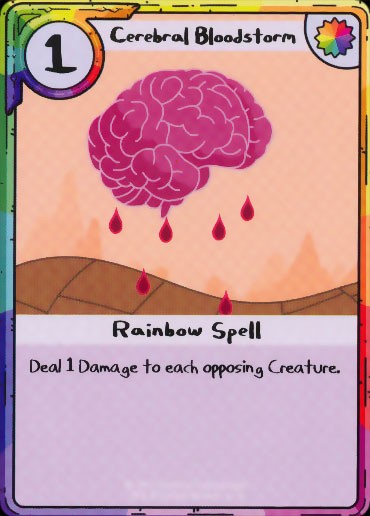 1
Cerebral Bloodstorm
Rainbow Spell
Deal 1 Damage to each opposing Creature.